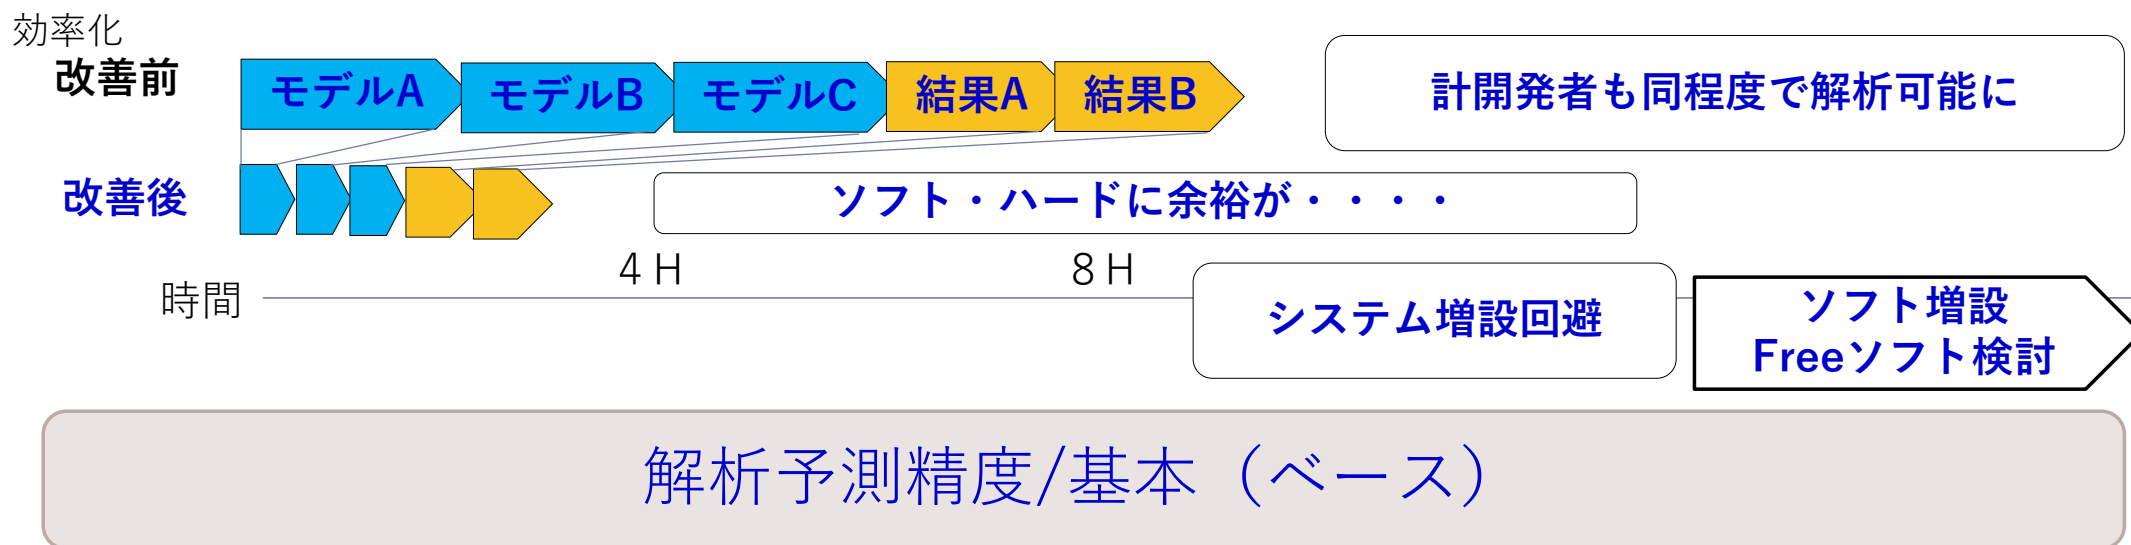 効率化
改善前
モデルA
モデルB
モデルC
結果A
結果B
計開発者も同程度で解析可能に
改善後
ソフト・ハードに余裕が・・・・
4 H
8 H
時間
システム増設回避
ソフト増設
Freeソフト検討
解析予測精度/基本（ベース）